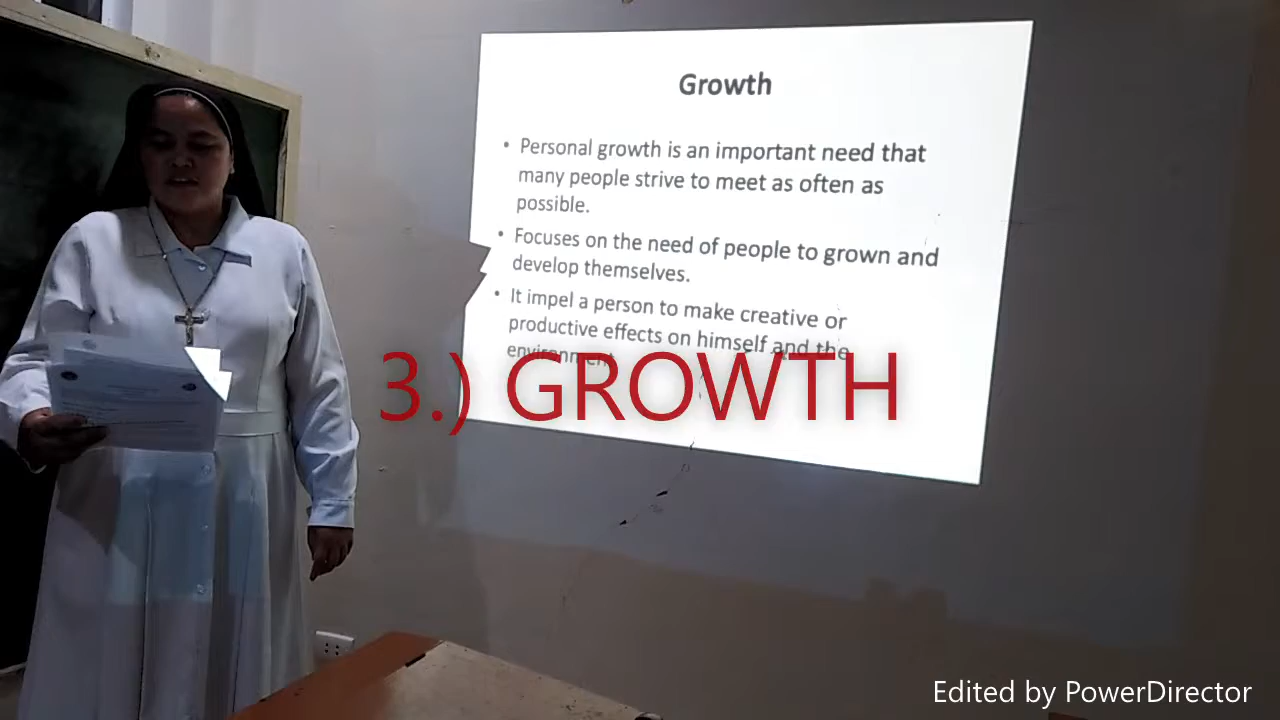 Growth
• Personal growth is an important need that
many people strive to meet as often as
possible.
• Focuses on the need of people to grown and
develop themselves.
• It impel a person to make creative or
productive effects on himself and the
environment
3.) GROWTH
Edited by PowerDirector